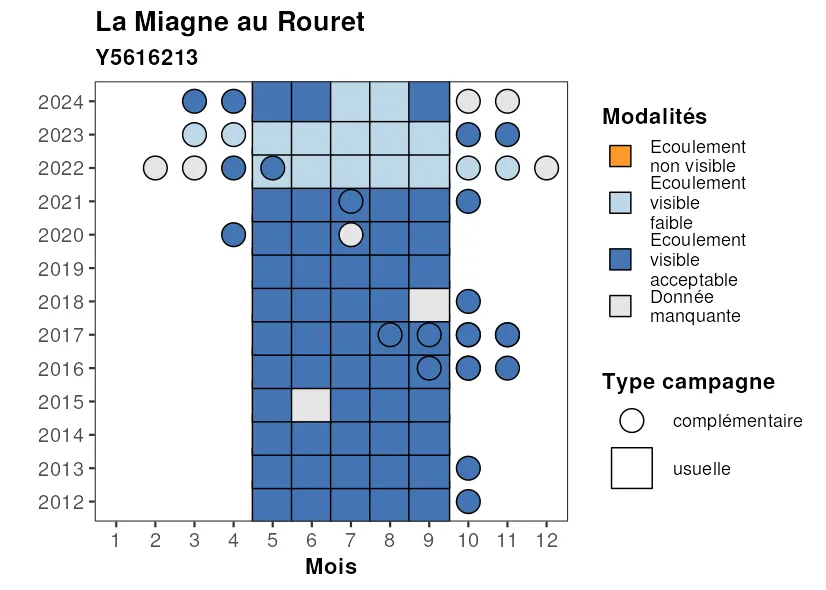 La Miagne au Rouret
Y5616213
2024
2023
2022
2021
2020
2019
2018
2017
2016
2015
2014
2013
2012
1 2 3 4 5 6 7 8 9 10 11 12
Mois
Modalités
Ecoulement
non visible
Ecoulement
visible
faible
Ecoulement
visible
acceptable
Donnée
manquante
Type campagne
complémentaire
usuelle